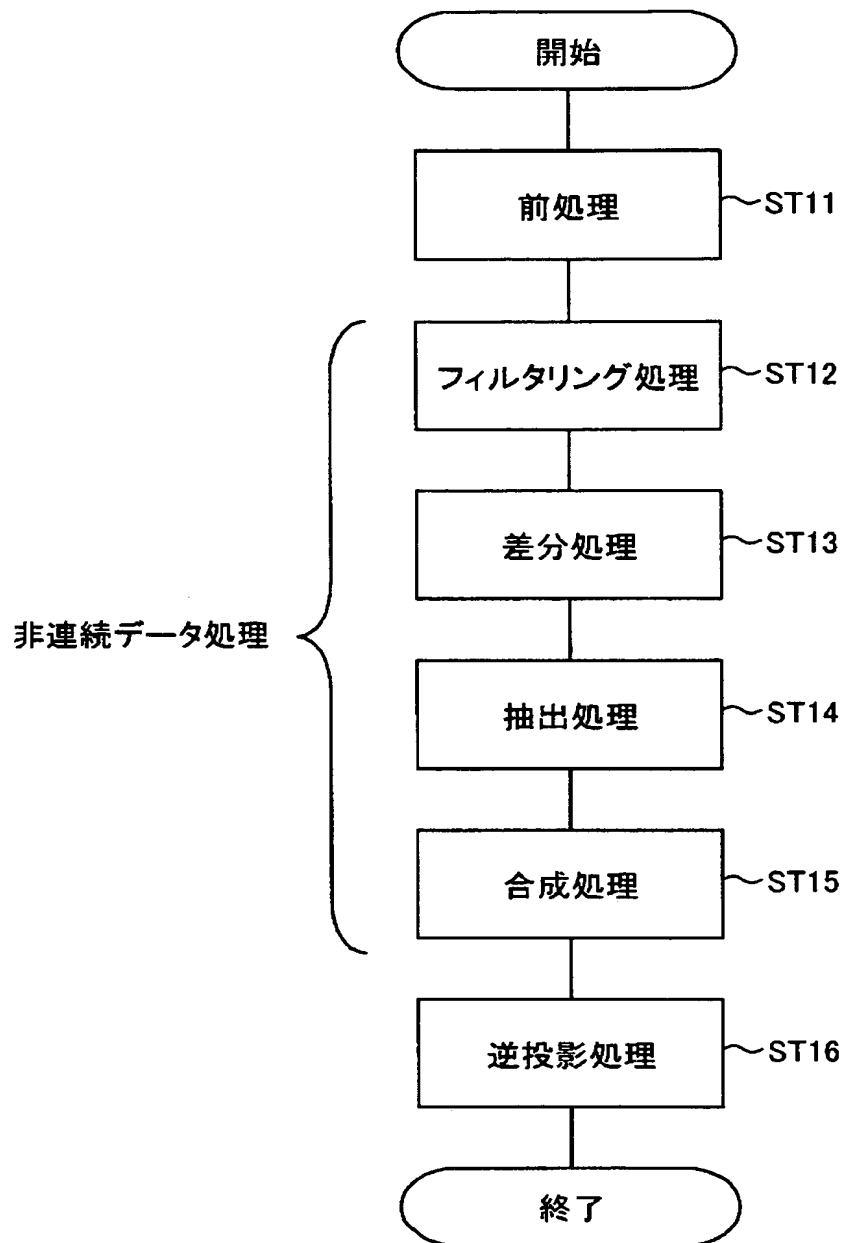 開始
前処理
ST11
フィルタリング処理
ST12
差分処理
ST13
非連続データ処理
抽出処理
ST14
合成処理
ST15
逆投影処理
ST16
終了